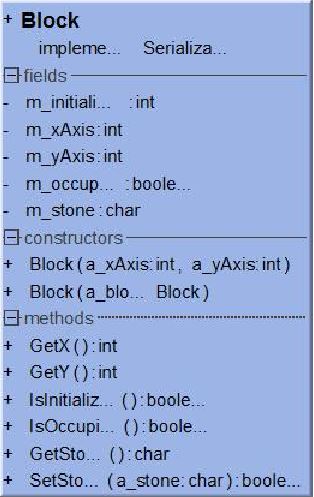 + Block
impleme... Serializa...
fields
- m_initiali... :int
- m_xAxis:int
- m_yAxis:int
- m_occup... :boole...
- m_stone:char
constructors
+ Block(a_xAxis:int, a_yAxis:int)
+ Block(a_blo... Block)
methods
+ GetX():int
+ GetY():int
+ IsInitializ... ():boole...
+ IsOccupi... ():boole...
+ GetSto... ():char
+ SetSto... (a_stone:char):boole...